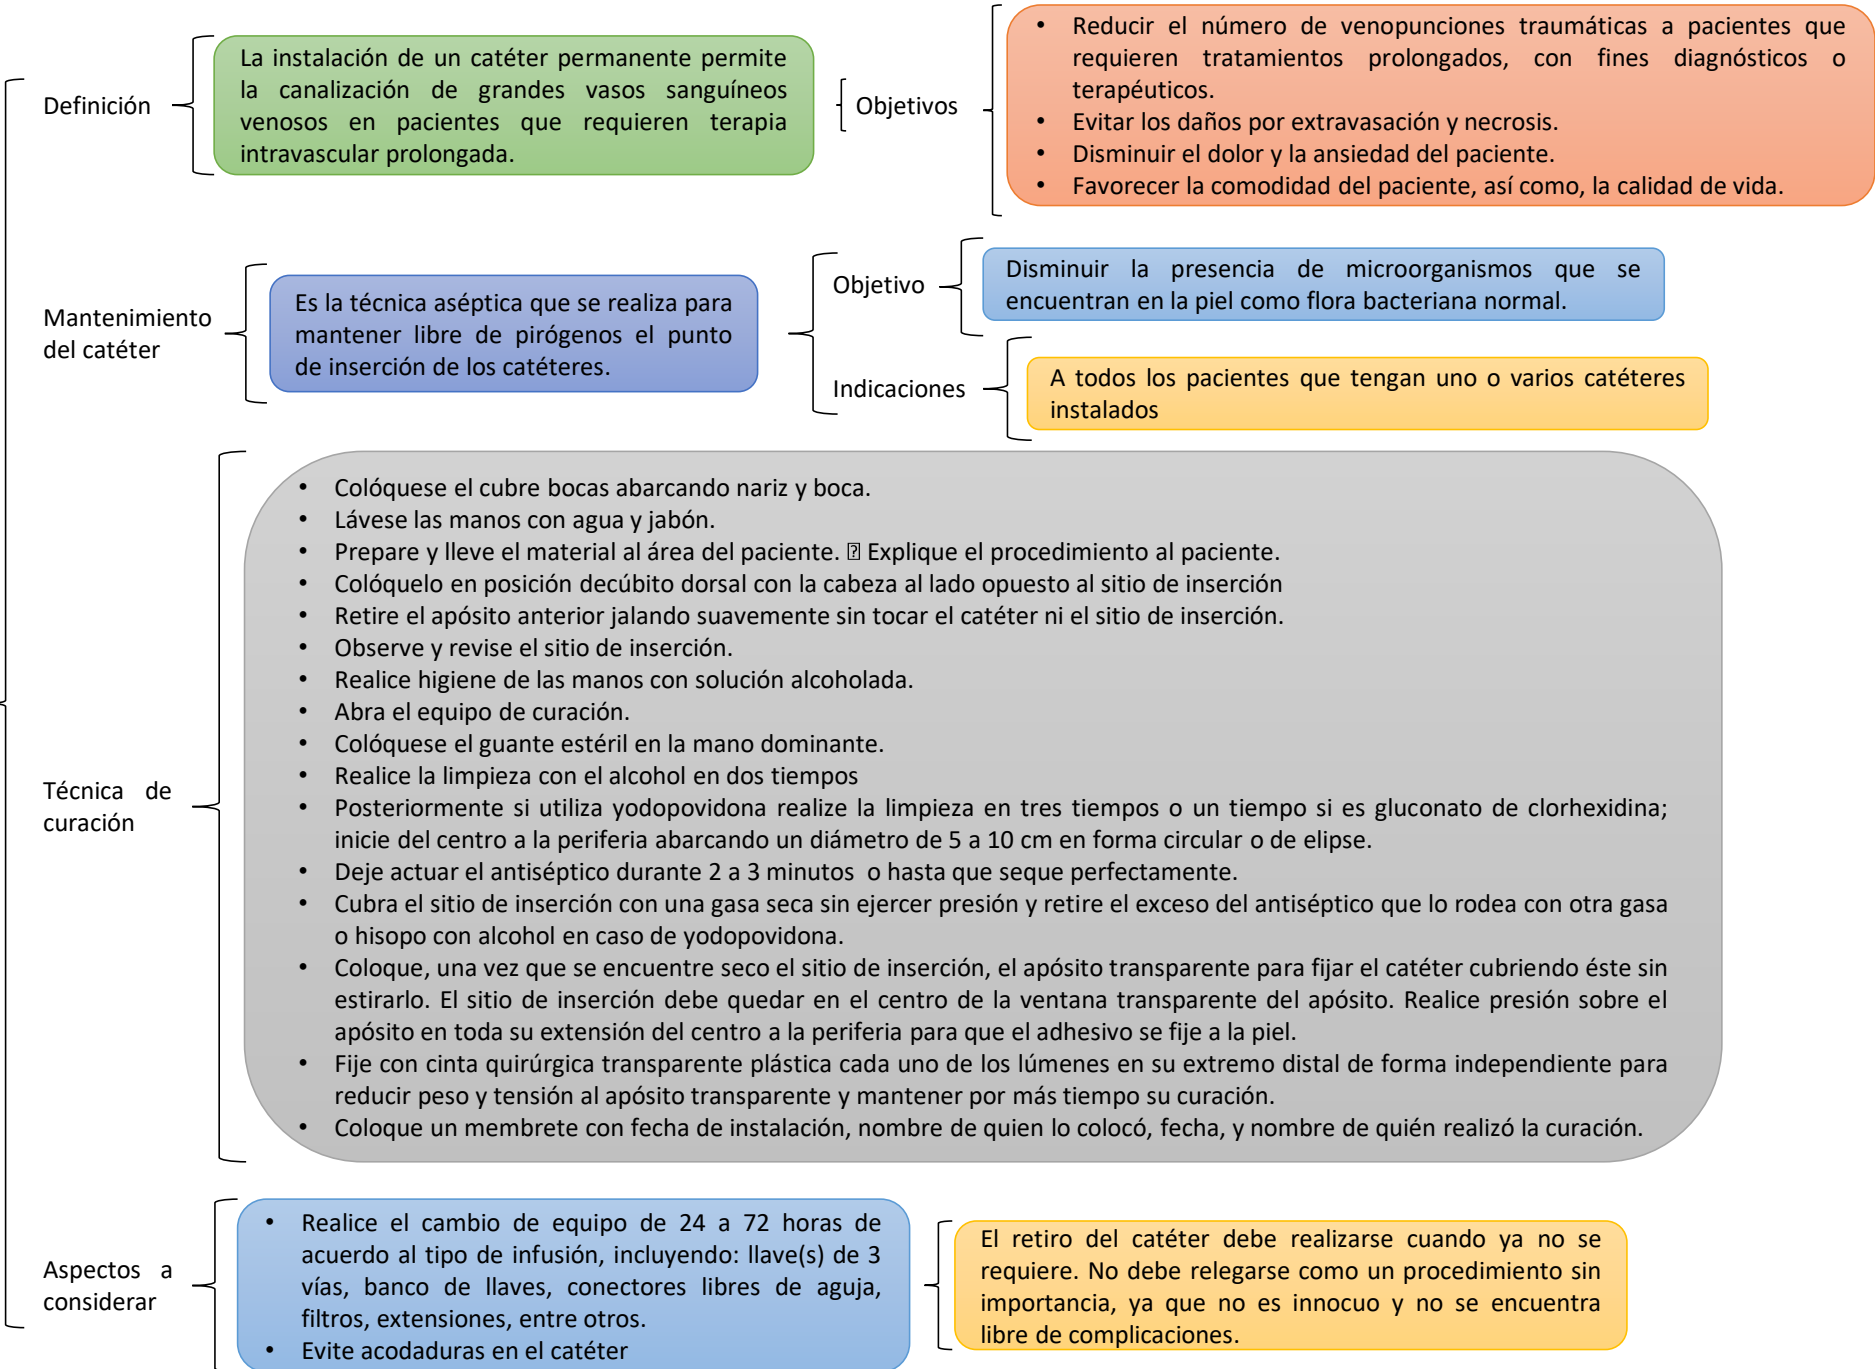 Definición
La instalación de un catéter permanente permite
la canalización de grandes vasos sanguíneos
venosos en pacientes que requieren terapia
intravascular prolongada.
Objetivos
• Reducir el número de venopunciones traumáticas a pacientes que
requieren tratamientos prolongados, con fines diagnósticos o
terapéuticos.
• Evitar los daños por extravasación y necrosis.
• Disminuir el dolor y la ansiedad del paciente.
• Favorecer la comodidad del paciente, así como, la calidad de vida.
Mantenimiento
del catéter
Es la técnica aséptica que se realiza para
mantener libre de pirógenos el punto
de inserción de los catéteres.
Objetivo
Disminuir la presencia de microorganismos que se
encuentran en la piel como flora bacteriana normal.
Indicaciones
A todos los pacientes que tengan uno o varios catéteres
instalados
Técnica de
curación
• Colóquese el cubre bocas abarcando nariz y boca.
• Lávese las manos con agua y jabón.
• Prepare y lleve el material al área del paciente. ⍰ Explique el procedimiento al paciente.
• Colóquelo en posición decúbito dorsal con la cabeza al lado opuesto al sitio de inserción
• Retire el apósito anterior jalando suavemente sin tocar el catéter ni el sitio de inserción.
• Observe y revise el sitio de inserción.
• Realice higiene de las manos con solución alcoholada.
• Abra el equipo de curación.
• Colóquese el guante estéril en la mano dominante.
• Realice la limpieza con el alcohol en dos tiempos
• Posteriormente si utiliza yodopovidona realize la limpieza en tres tiempos o un tiempo si es gluconato de clorhexidina;
inicie del centro a la periferia abarcando un diámetro de 5 a 10 cm en forma circular o de elipse.
• Deje actuar el antiséptico durante 2 a 3 minutos o hasta que seque perfectamente.
• Cubra el sitio de inserción con una gasa seca sin ejercer presión y retire el exceso del antiséptico que lo rodea con otra gasa
o hisopo con alcohol en caso de yodopovidona.
• Coloque, una vez que se encuentre seco el sitio de inserción, el apósito transparente para fijar el catéter cubriendo éste sin
estirarlo. El sitio de inserción debe quedar en el centro de la ventana transparente del apósito. Realice presión sobre el
apósito en toda su extensión del centro a la periferia para que el adhesivo se fije a la piel.
• Fije con cinta quirúrgica transparente plástica cada uno de los lúmenes en su extremo distal de forma independiente para
reducir peso y tensión al apósito transparente y mantener por más tiempo su curación.
• Coloque un membrete con fecha de instalación, nombre de quien lo colocó, fecha, y nombre de quién realizó la curación.
Aspectos a
considerar
• Realice el cambio de equipo de 24 a 72 horas de
acuerdo al tipo de infusión, incluyendo: llave(s) de 3
vías, banco de llaves, conectores libres de aguja,
filtros, extensiones, entre otros.
• Evite acodaduras en el catéter
El retiro del catéter debe realizarse cuando ya no se
requiere. No debe relegarse como un procedimiento sin
importancia, ya que no es innocuo y no se encuentra
libre de complicaciones.